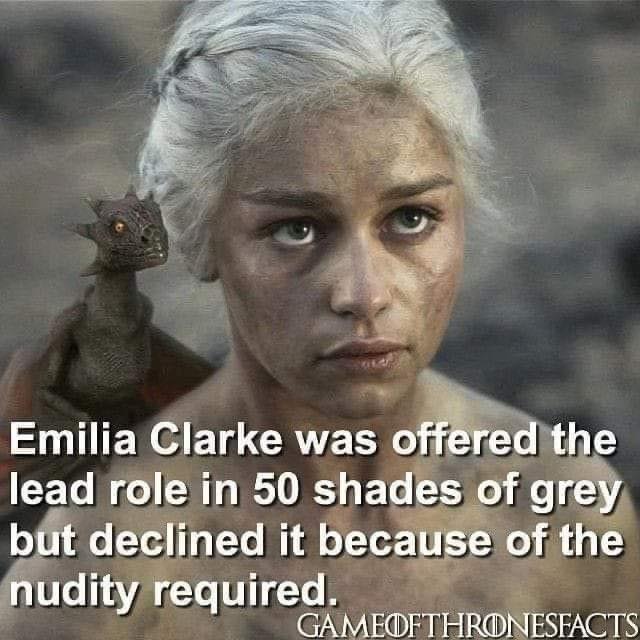 Emilia Clarke was offered the
lead role in 50 shades of grey
but declined it because of the
nudity required.
GAMEOFTHRONESFACTS